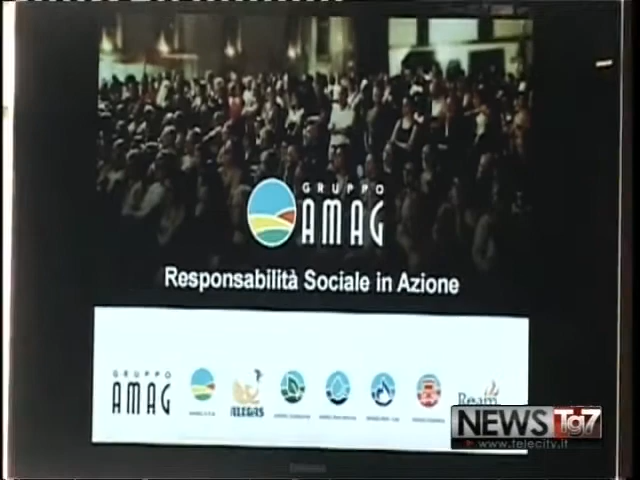 GRUPPO
AMAG
Responsabilità Sociale in Azione
GRUPPO
AMAG
ALEGAS
Ream
NEWS Tg7
www.telecity.it